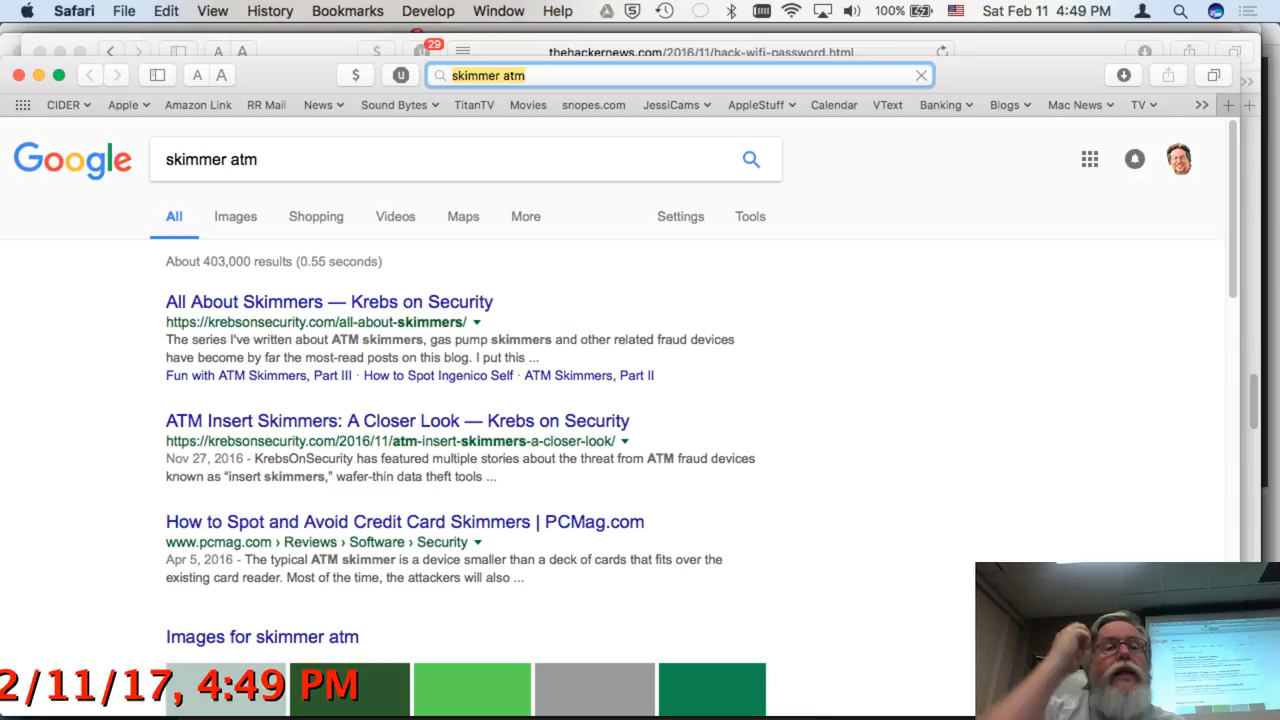 Safari File Edit View History Bookmarks Develop Window Help 100% Sat Feb 11 4:49 PM
29
thehackernews.com/2016/11/hack-wifi-password.html
A A $ u skimmer atm
CIDER Apple Amazon Link RR Mail News Sound Bytes TitanTV Movies snopes.com JessiCams AppleStuff Calendar VText Banking Blogs Mac News TV
Google skimmer atm
All Images Shopping Videos Maps More Settings Tools
About 403,000 results (0.55 seconds)
All About Skimmers — Krebs on Security
https://krebsonsecurity.com/all-about-skimmers/
The series I've written about ATM skimmers, gas pump skimmers and other related fraud devices
have become by far the most-read posts on this blog. I put this ...
Fun with ATM Skimmers, Part III · How to Spot Ingenico Self · ATM Skimmers, Part II
ATM Insert Skimmers: A Closer Look — Krebs on Security
https://krebsonsecurity.com/2016/11/atm-insert-skimmers-a-closer-look/
Nov 27, 2016 - KrebsOnSecurity has featured multiple stories about the threat from ATM fraud devices
known as “insert skimmers,” wafer-thin data theft tools ...
How to Spot and Avoid Credit Card Skimmers | PCMag.com
www.pcmag.com › Reviews › Software › Security
Apr 5, 2016 - The typical ATM skimmer is a device smaller than a deck of cards that fits over the
existing card reader. Most of the time, the attackers will also ...
Images for skimmer atm
2/11/17, 4:49 PM